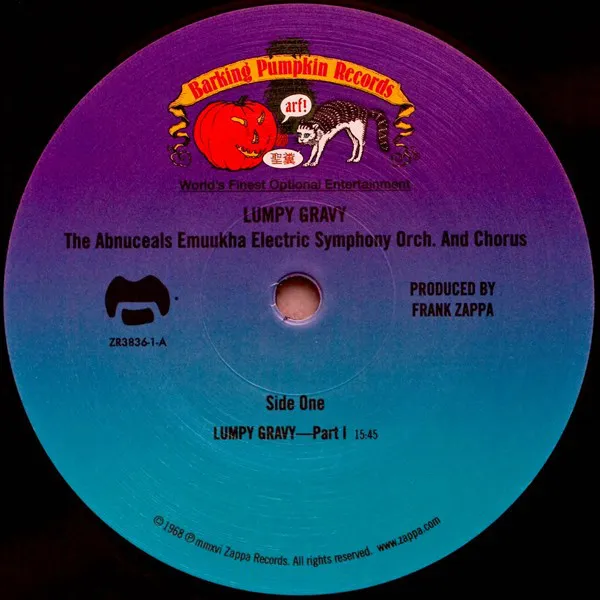 Barking Pumpkin Records
arf!
聖糞
World's Finest Optional Entertainment
LUMPY GRAVY
The Abnuceals Emuukha Electric Symphony Orch. And Chorus
PRODUCED BY
FRANK ZAPPA
ZR3836-1-A
Side One
LUMPY GRAVY—Part I 15:45
© 1968 ℗ mmxvi Zappa Records. All rights reserved. www.zappa.com